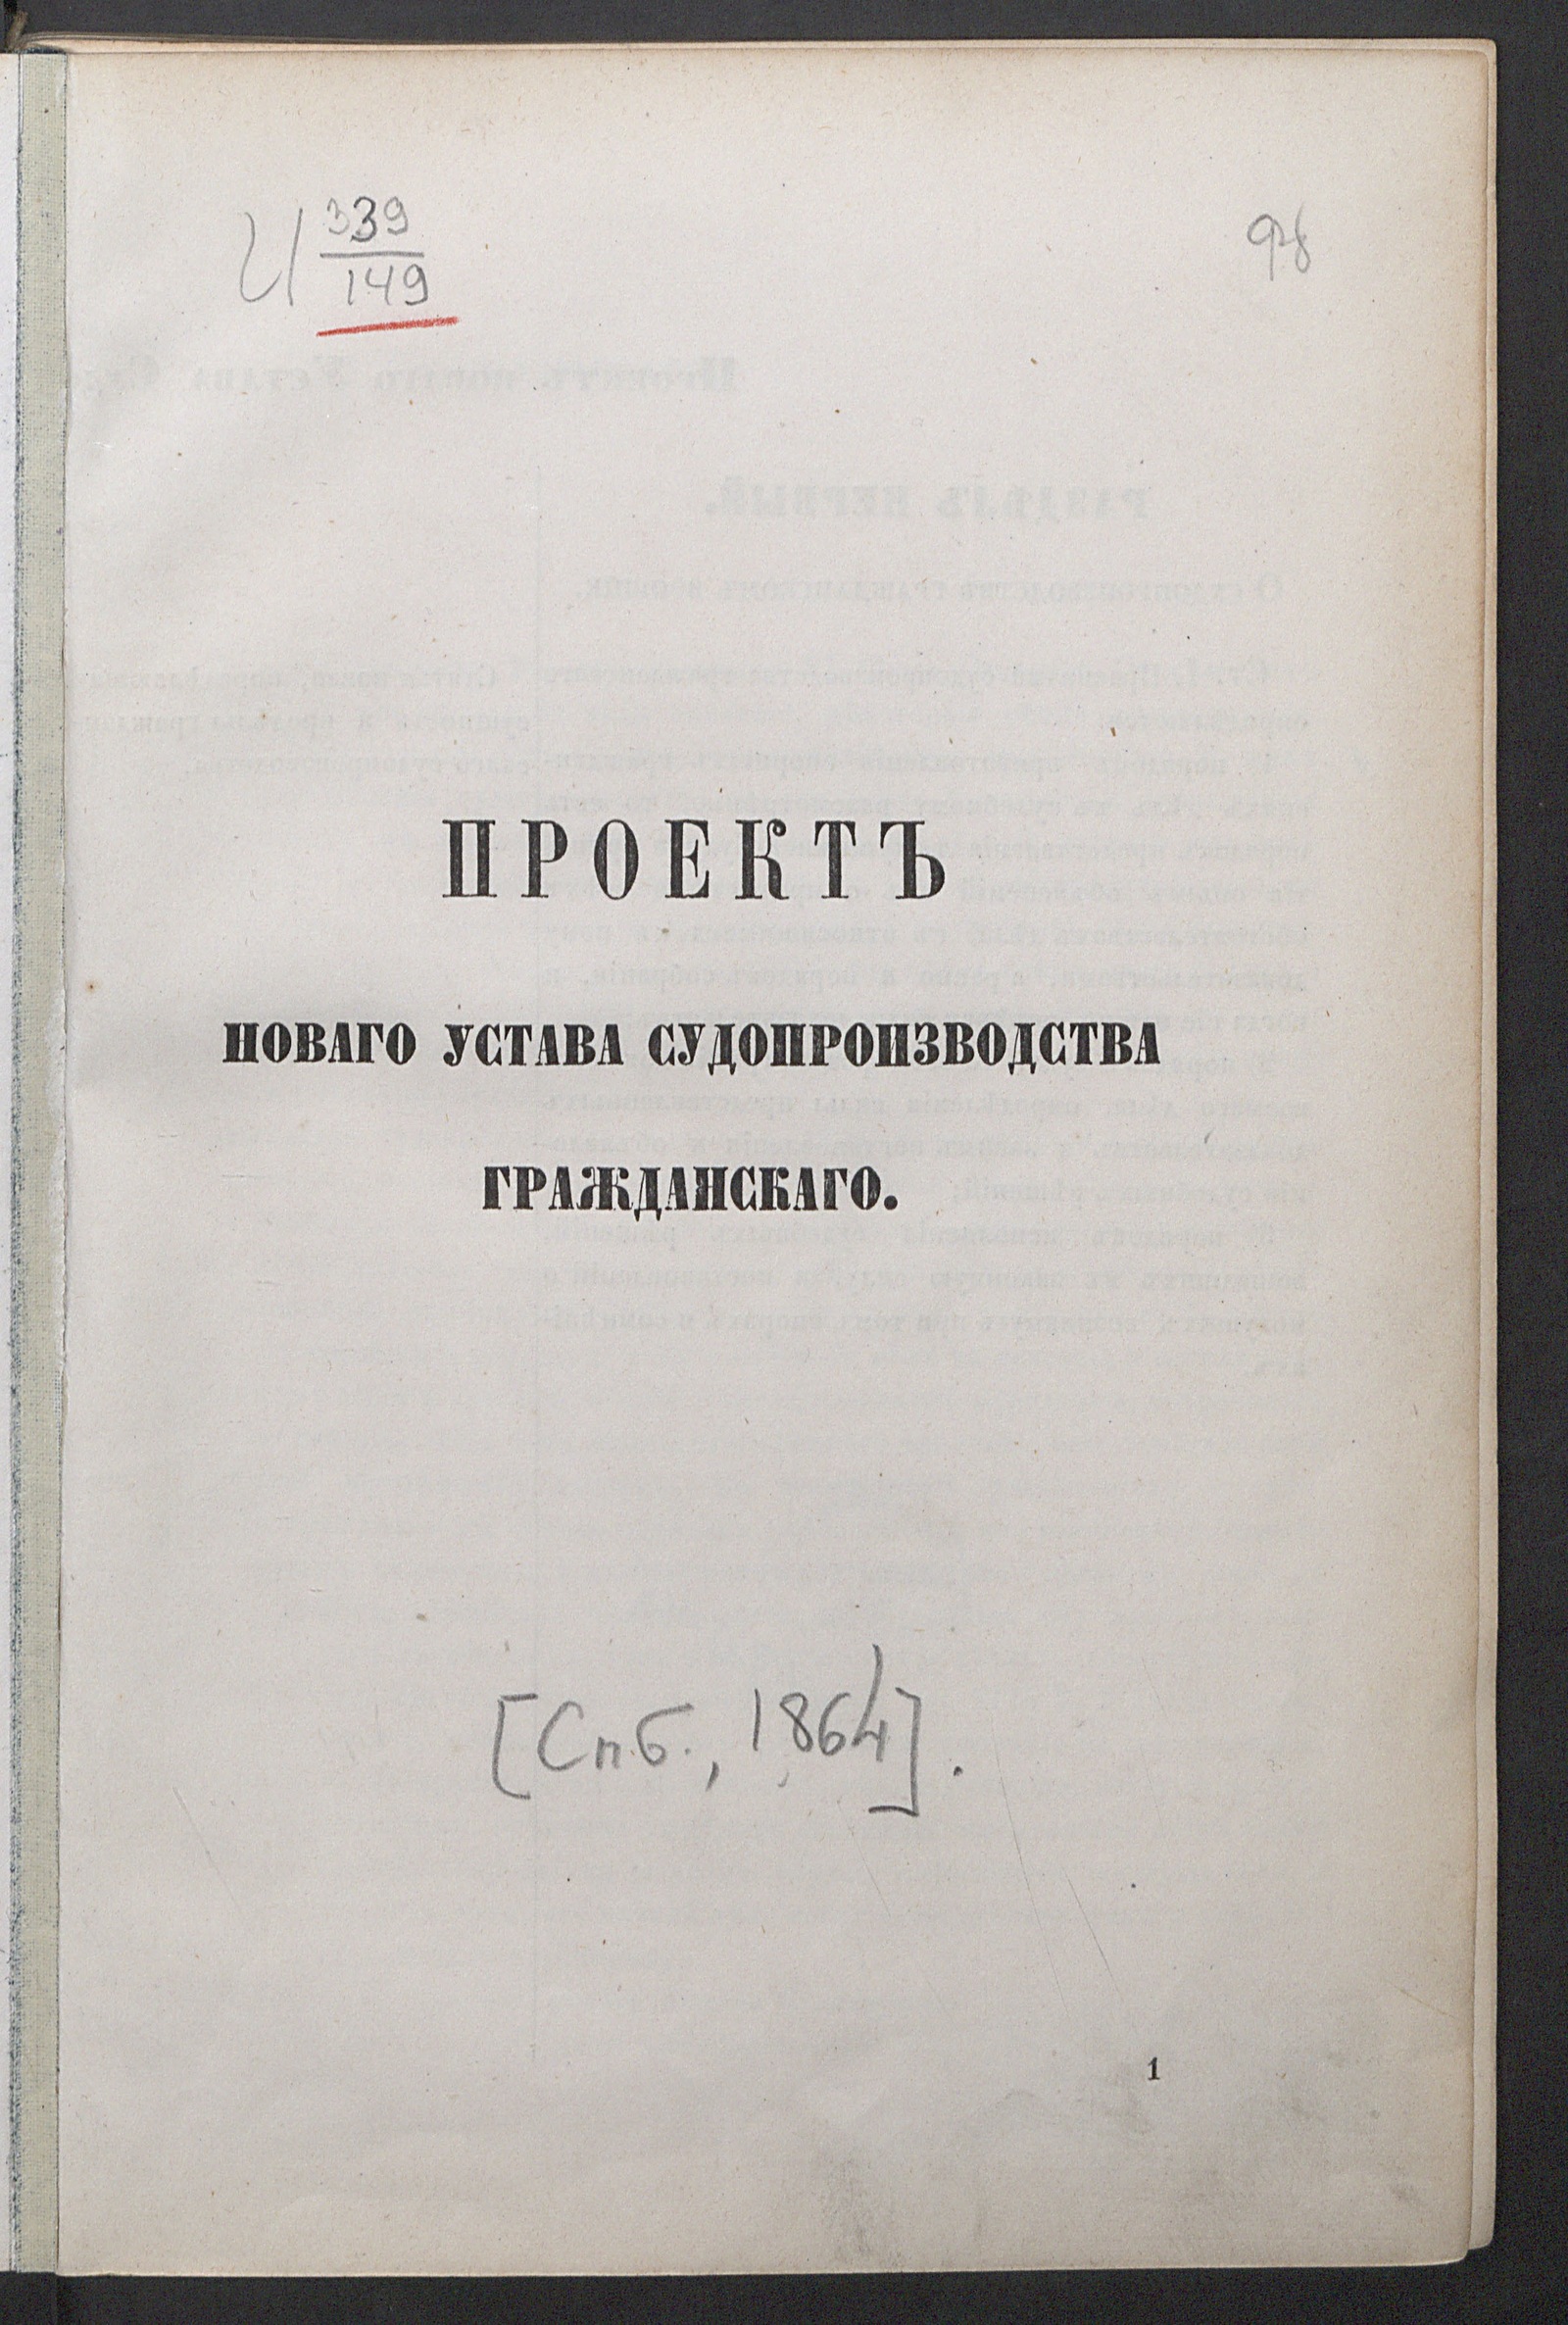 И 339
149
98
ПРОЕКТЪ
НОВАГО УСТАВА СУДОПРОИЗВОДСТВА
ГРАЖДАНСКАГО.
[Спб., 1864].
1